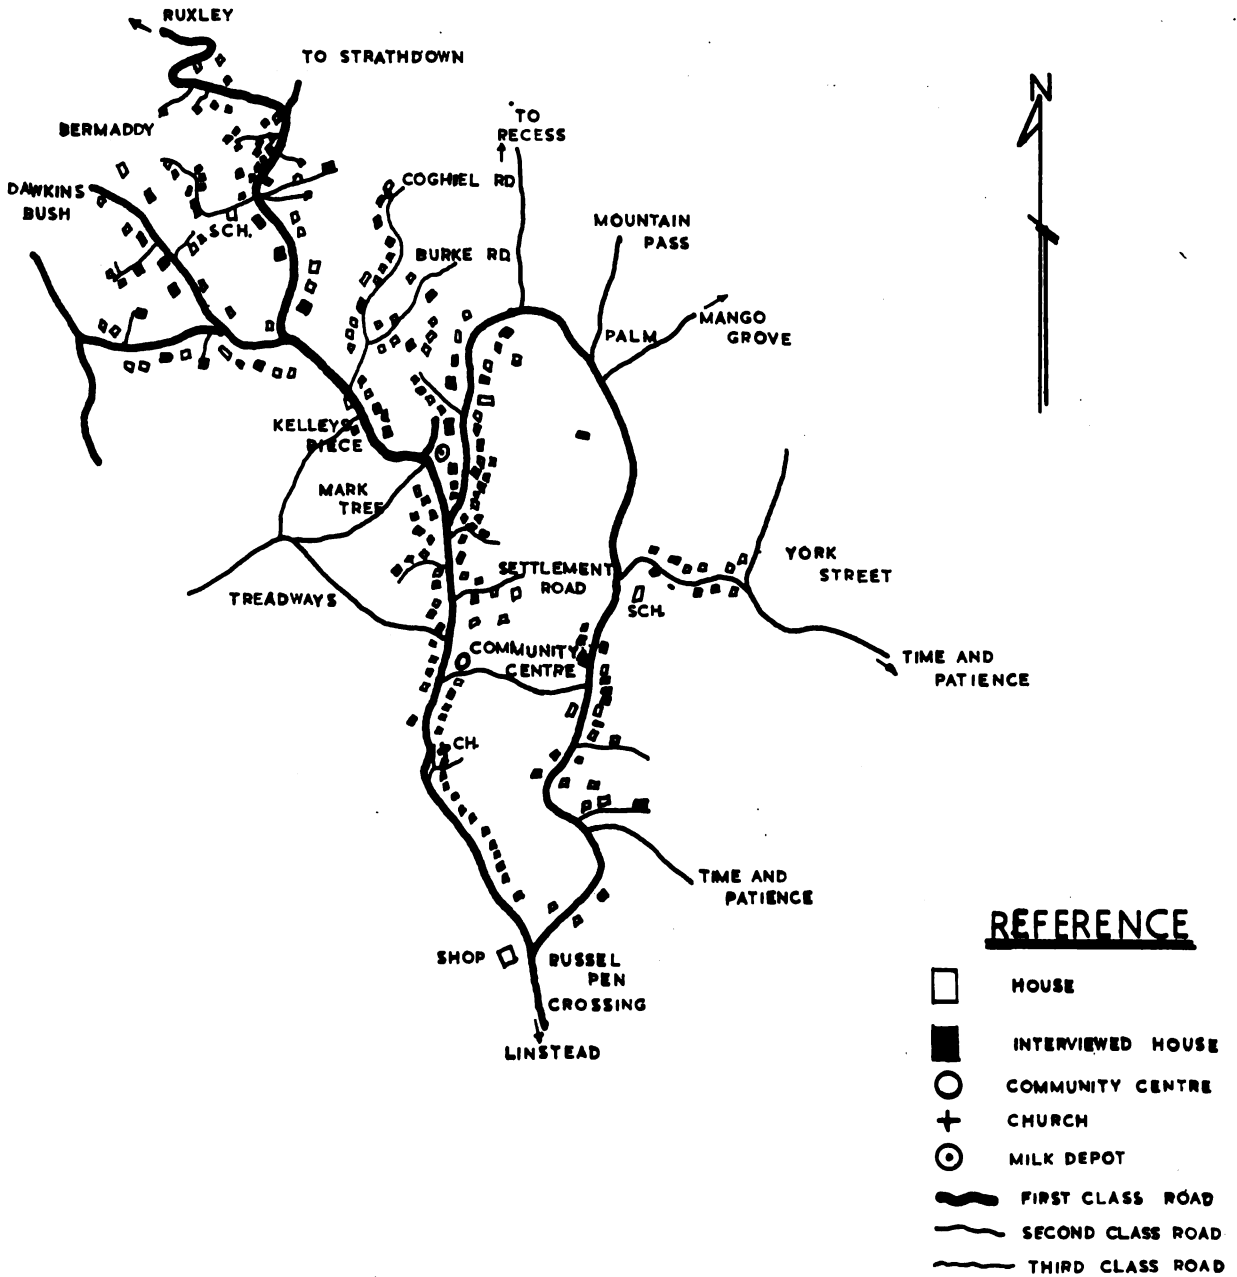 RUXLEY
TO STRATHDOWN
N
TO
RECESS
BERMADDY
COGHIEL RD
DAWKINS
BUSH
MOUNTAIN
PASS
SCH.
BURKE RD.
MANGO
GROVE
PALM
KELLEYS
PIECE
MARK
TREE
YORK
STREET
SETTLEMENT
ROAD
TREADWAYS
SCH.
COMMUNITY
CENTRE
TIME AND
PATIENCE
CH.
TIME AND
PATIENCE
SHOP
RUSSEL
PEN
CROSSING
LINSTEAD
REFERENCE
HOUSE
INTERVIEWED HOUSE
COMMUNITY CENTRE
CHURCH
MILK DEPOT
FIRST CLASS ROAD
SECOND CLASS ROAD
THIRD CLASS ROAD